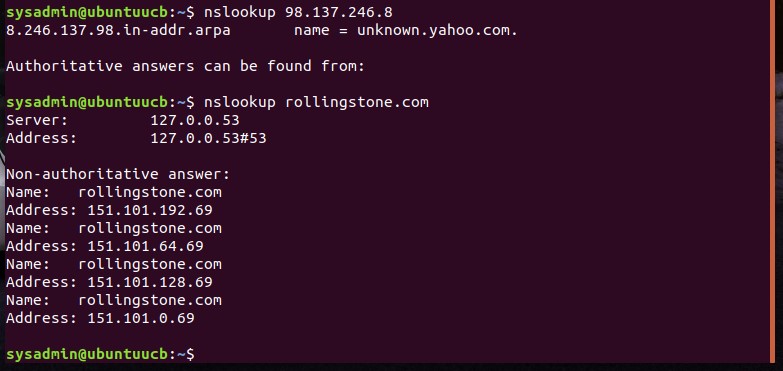 sysadmin@ubuntuucb:~$ nslookup 98.137.246.8
8.246.137.98.in-addr.arpa       name = unknown.yahoo.com.
Authoritative answers can be found from:
sysadmin@ubuntuucb:~$ nslookup rollingstone.com
Server:         127.0.0.53
Address:        127.0.0.53#53
Non-authoritative answer:
Name:   rollingstone.com
Address: 151.101.192.69
Name:   rollingstone.com
Address: 151.101.64.69
Name:   rollingstone.com
Address: 151.101.128.69
Name:   rollingstone.com
Address: 151.101.0.69
sysadmin@ubuntuucb:~$